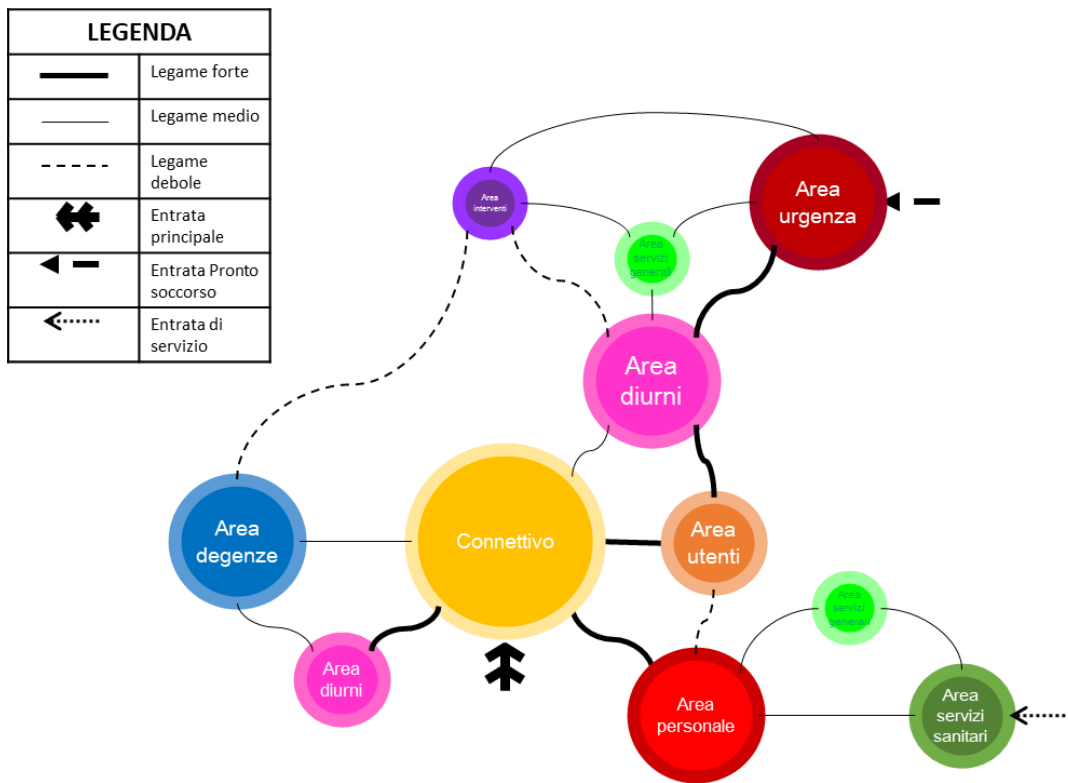 LEGENDA
Legame forte
Legame medio
Legame
debole
Entrata
principale
Entrata Pronto
soccorso
Entrata di
servizio
Area
urgenza
Area
interventi
Area
servizi
generali
Area
diurni
Area
degenze
Connettivo
Area
utenti
Area
servizi
generali
Area
diurni
Area
personale
Area
servizi
sanitari